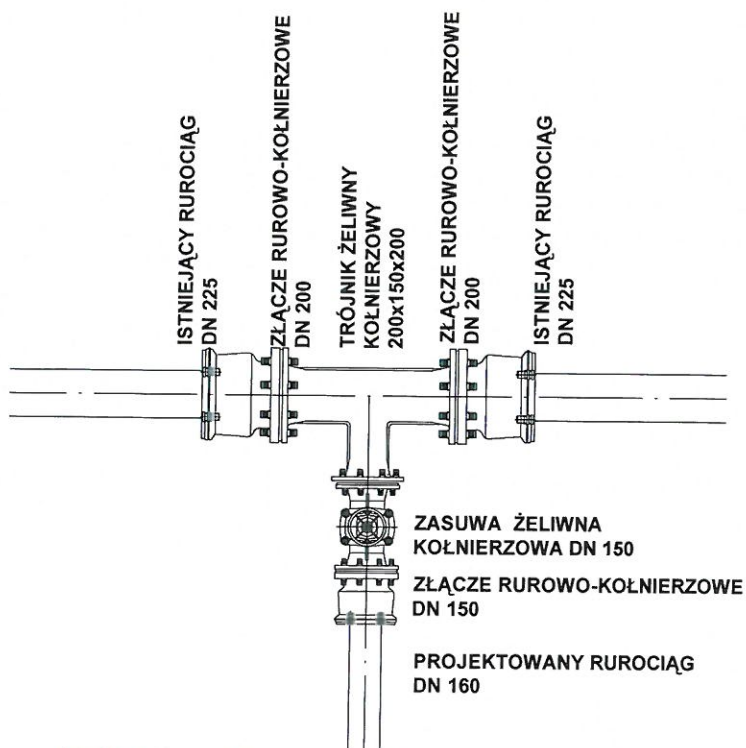 ISTNIEJĄCY RUROCIĄG
DN 225
ZŁĄCZE RUROWO-KOŁNIERZOWE
DN 200
TRÓJNIK ŻELIWNY
KOŁNIERZOWY
200x150x200
ZŁĄCZE RUROWO-KOŁNIERZOWE
DN 200
ISTNIEJĄCY RUROCIĄG
DN 225
ZASUWA ŻELIWNA
KOŁNIERZOWA DN 150
ZŁĄCZE RUROWO-KOŁNIERZOWE
DN 150
PROJEKTOWANY RUROCIĄG
DN 160